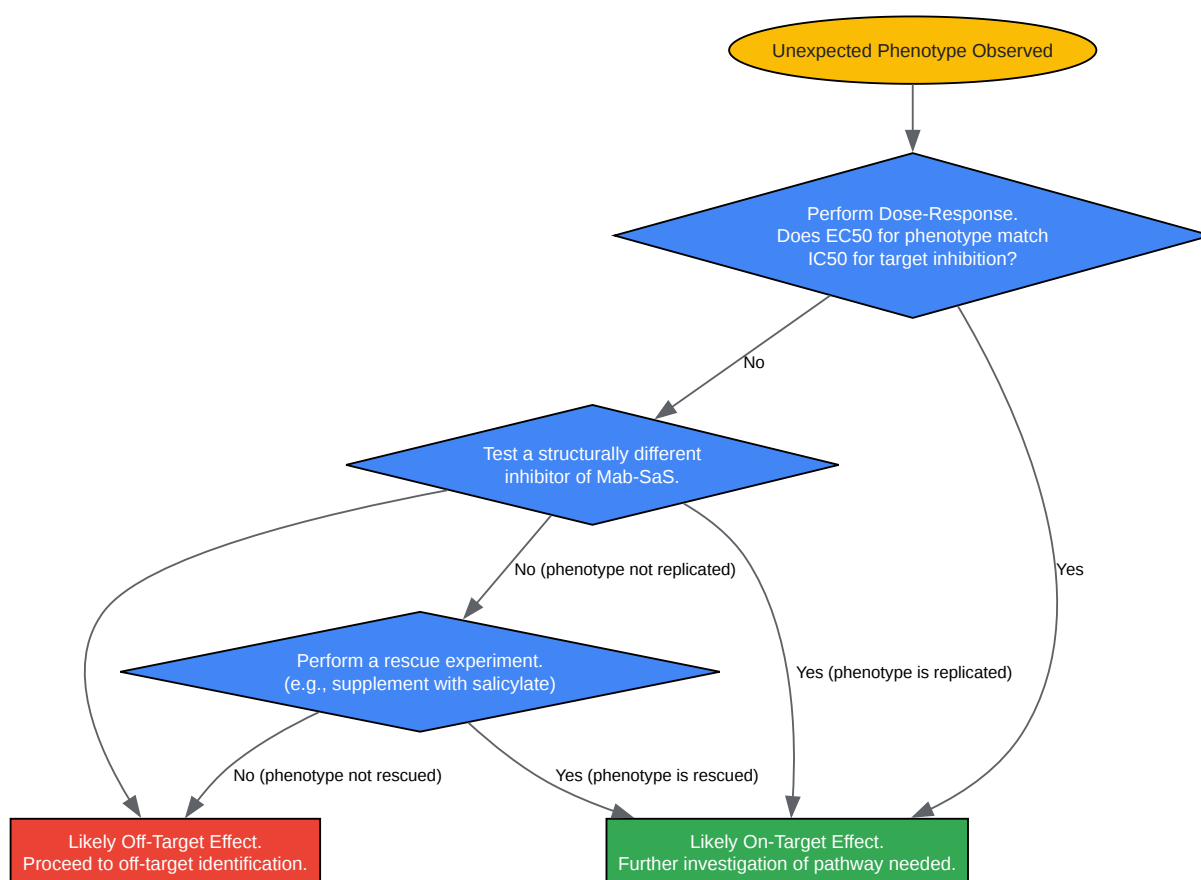 Unexpected Phenotype Observed
Perform Dose-Response.
Does EC50 for phenotype match
IC50 for target inhibition?
No
Yes
Test a structurally different
inhibitor of Mab-SaS.
No (phenotype not replicated)
Yes (phenotype is replicated)
Perform a rescue experiment.
(e.g., supplement with salicylate)
No (phenotype not rescued)
Yes (phenotype is rescued)
Likely Off-Target Effect.
Proceed to off-target identification.
Likely On-Target Effect.
Further investigation of pathway needed.